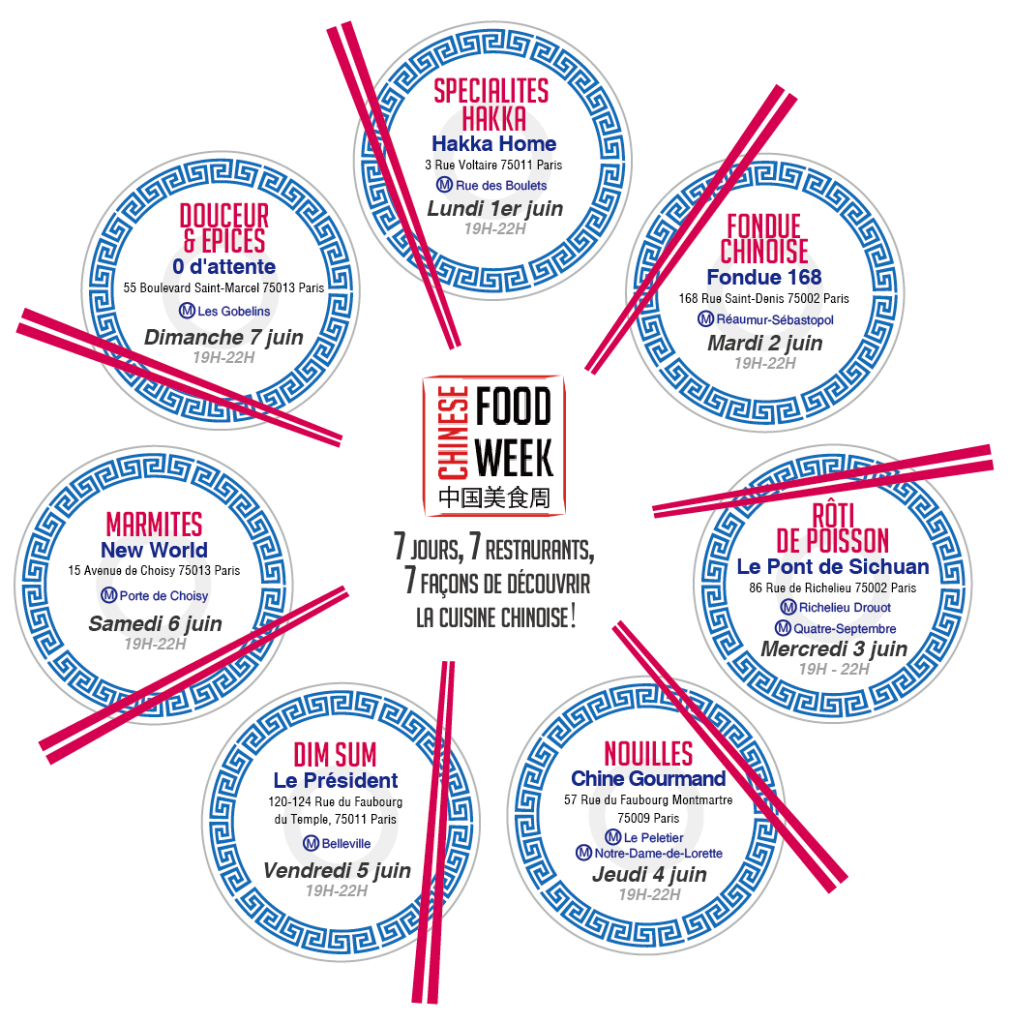 SPECIALITES
HAKKA
Hakka Home
3 Rue Voltaire 75011 Paris
M Rue des Boulets
Lundi 1er juin
19H-22H
FONDUE
CHINOISE
Fondue 168
168 Rue Saint-Denis 75002 Paris
M Réaumur-Sébastopol
Mardi 2 juin
19H-22H
RÔTI
DE POISSON
Le Pont de Sichuan
86 Rue de Richelieu 75002 Paris
M Richelieu Drouot
M Quatre-Septembre
Mercredi 3 juin
19H - 22H
NOUILLES
Chine Gourmand
57 Rue du Faubourg Montmartre
75009 Paris
M Le Peletier
M Notre-Dame-de-Lorette
Jeudi 4 juin
19H-22H
DIM SUM
Le Président
120-124 Rue du Faubourg
du Temple, 75011 Paris
M Belleville
Vendredi 5 juin
19H-22H
MARMITES
New World
15 Avenue de Choisy 75013 Paris
M Porte de Choisy
Samedi 6 juin
19H-22H
DOUCEUR
& EPICES
0 d'attente
55 Boulevard Saint-Marcel 75013 Paris
M Les Gobelins
Dimanche 7 juin
19H-22H
CHINESE
FOOD
WEEK
中国美食周
7 JOURS, 7 RESTAURANTS,
7 FAÇONS DE DÉCOUVRIR
LA CUISINE CHINOISE !